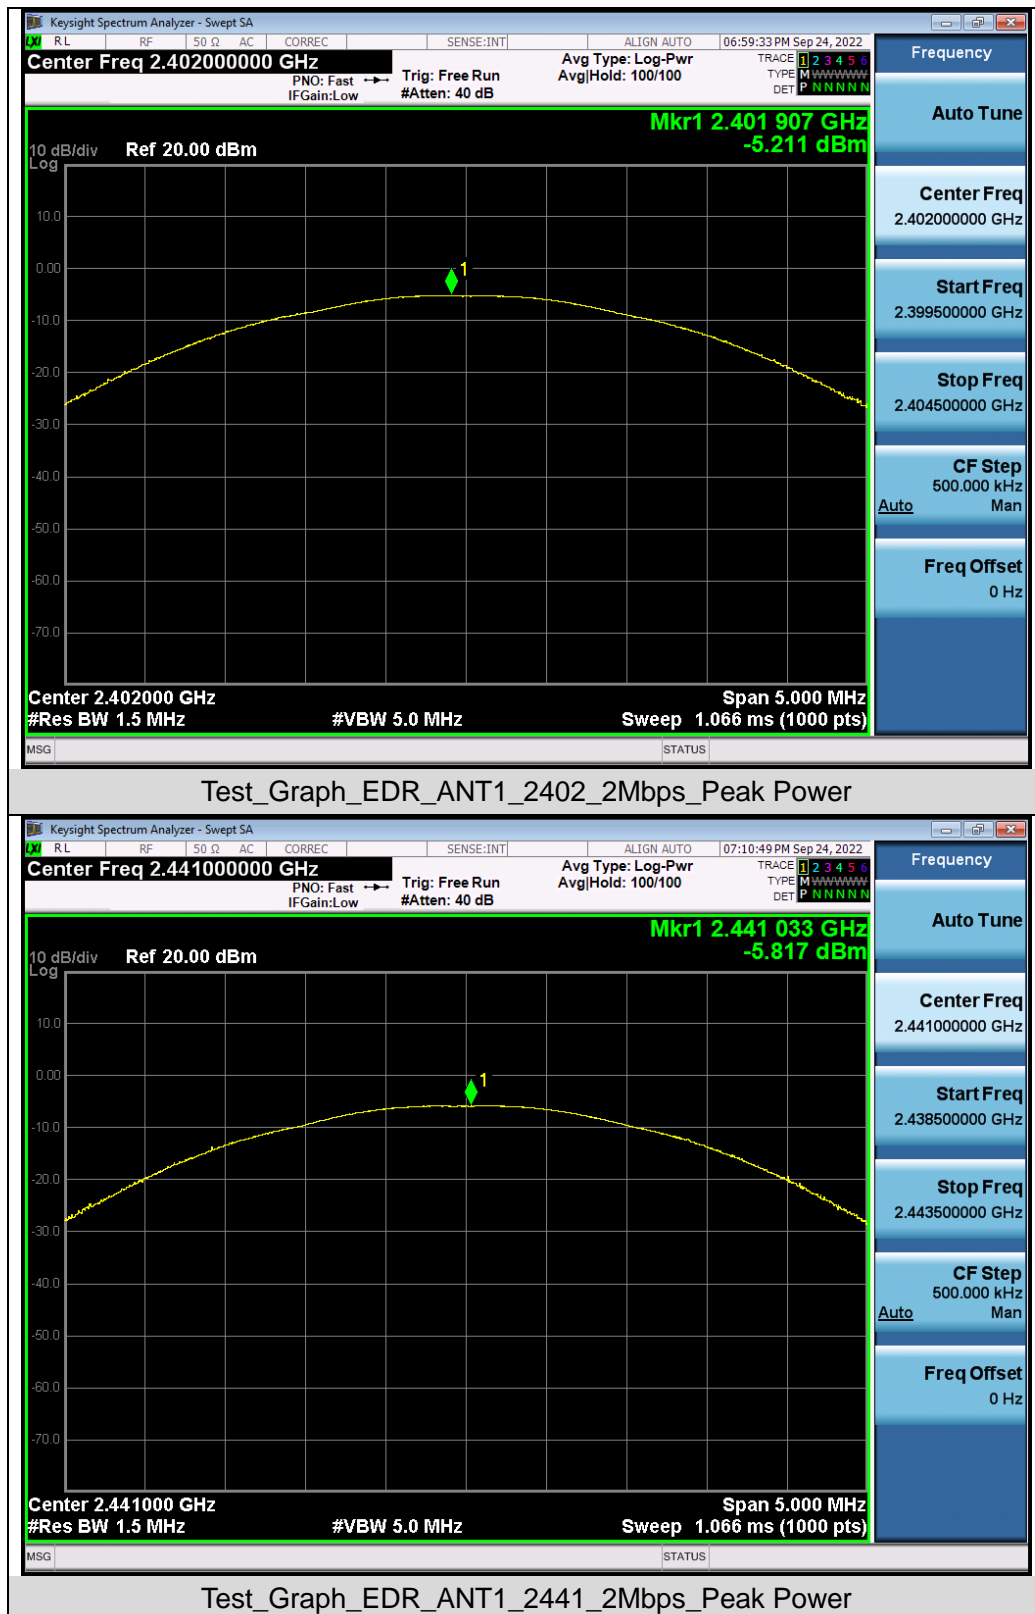 Keysight Spectrum Analyzer - Swept SA
LXI RL RF 50 Ω AC CORREC SENSE:INT ALIGN AUTO 06:59:33 PM Sep 24, 2022
Center Freq 2.402000000 GHz
PNO: Fast
IFGain:Low
Trig: Free Run
#Atten: 40 dB
Avg Type: Log-Pwr
Avg|Hold: 100/100
TRACE 1 2 3 4 5 6
TYPE M WWWWW
DET P N N N N N
Mkr1 2.401 907 GHz
-5.211 dBm
10 dB/div Ref 20.00 dBm
Log
10.0
0.00
1
-10.0
-20.0
-30.0
-40.0
-50.0
-60.0
-70.0
Center 2.402000 GHz Span 5.000 MHz
#Res BW 1.5 MHz #VBW 5.0 MHz Sweep 1.066 ms (1000 pts)
MSG STATUS
Frequency
Auto Tune
Center Freq
2.402000000 GHz
Start Freq
2.399500000 GHz
Stop Freq
2.404500000 GHz
CF Step
500.000 kHz
Auto Man
Freq Offset
0 Hz
Test_Graph_EDR_ANT1_2402_2Mbps_Peak Power
Keysight Spectrum Analyzer - Swept SA
LXI RL RF 50 Ω AC CORREC SENSE:INT ALIGN AUTO 07:10:49 PM Sep 24, 2022
Center Freq 2.441000000 GHz
PNO: Fast
IFGain:Low
Trig: Free Run
#Atten: 40 dB
Avg Type: Log-Pwr
Avg|Hold: 100/100
TRACE 1 2 3 4 5 6
TYPE M WWWWW
DET P N N N N N
Mkr1 2.441 033 GHz
-5.817 dBm
10 dB/div Ref 20.00 dBm
Log
10.0
0.00
1
-10.0
-20.0
-30.0
-40.0
-50.0
-60.0
-70.0
Center 2.441000 GHz Span 5.000 MHz
#Res BW 1.5 MHz #VBW 5.0 MHz Sweep 1.066 ms (1000 pts)
MSG STATUS
Frequency
Auto Tune
Center Freq
2.441000000 GHz
Start Freq
2.438500000 GHz
Stop Freq
2.443500000 GHz
CF Step
500.000 kHz
Auto Man
Freq Offset
0 Hz
Test_Graph_EDR_ANT1_2441_2Mbps_Peak Power